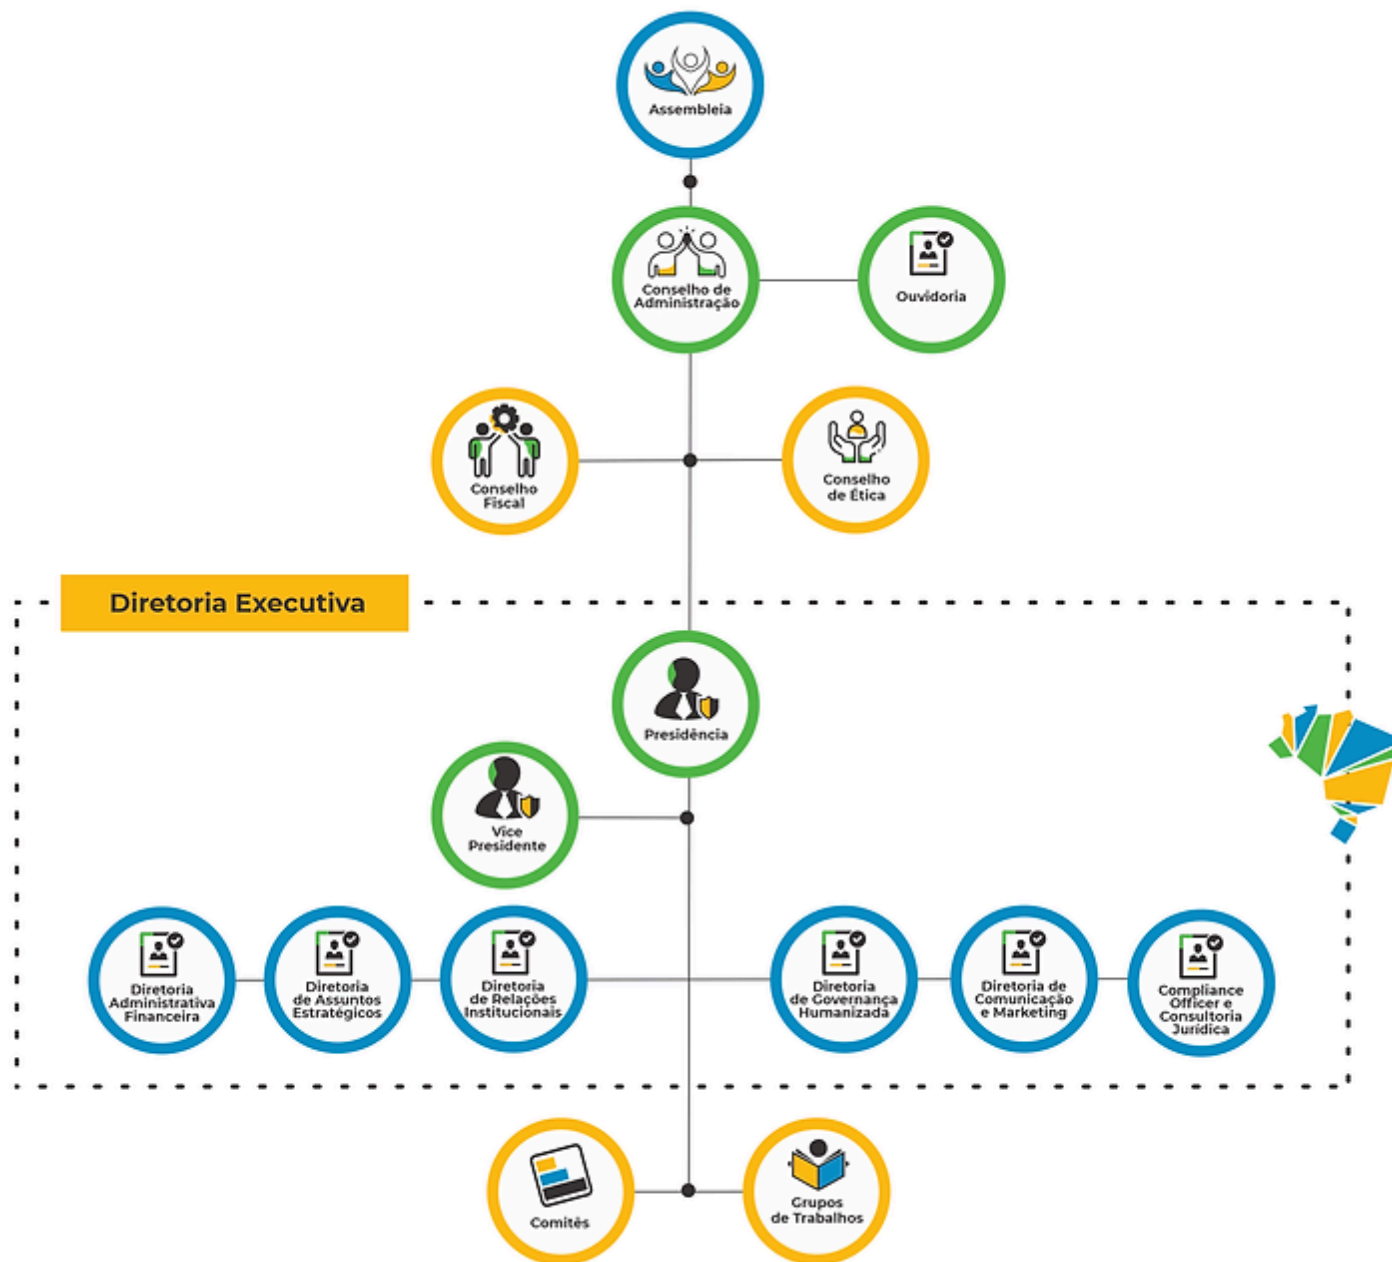 Assembleia
Conselho de
Administração
Ouvidoria
Conselho
Fiscal
Conselho
de Ética
Diretoria Executiva
Presidência
Vice
Presidente
Diretoria
Administrativa
Financeira
Diretoria
de Assuntos
Estratégicos
Diretoria
de Relações
Institucionais
Diretoria
de Governança
Humanizada
Diretoria de
Comunicação
e Marketing
Compliance
Officer e
Consultoria
Jurídica
Comitês
Grupos
de Trabalhos